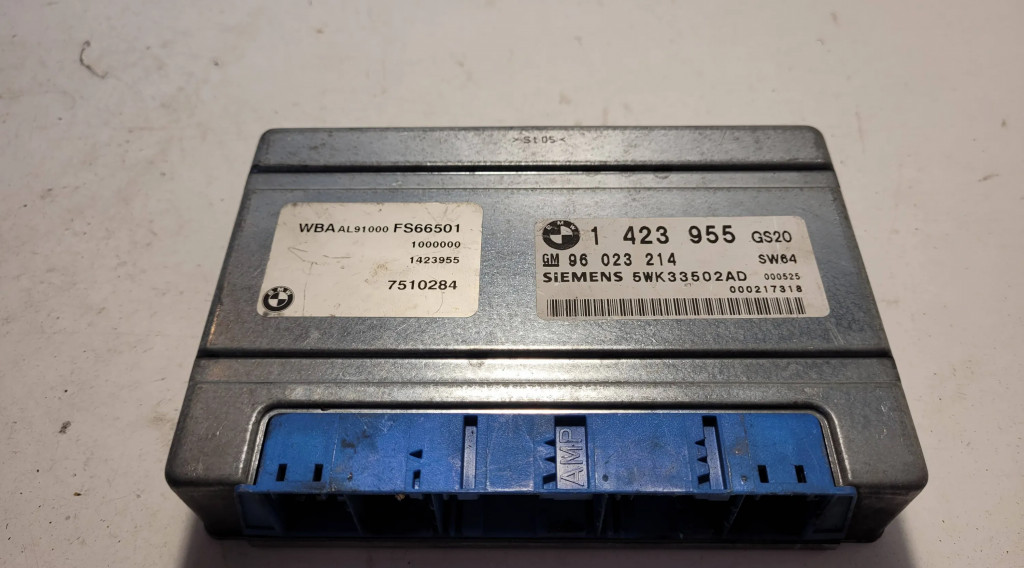 WBA AL91000 FS66501
1000000
1423955
7510284
BMW
1 423 955 GS20
GM 96 023 214 SW64
SIEMENS 5WK33502AD 000525
000217318
AMP